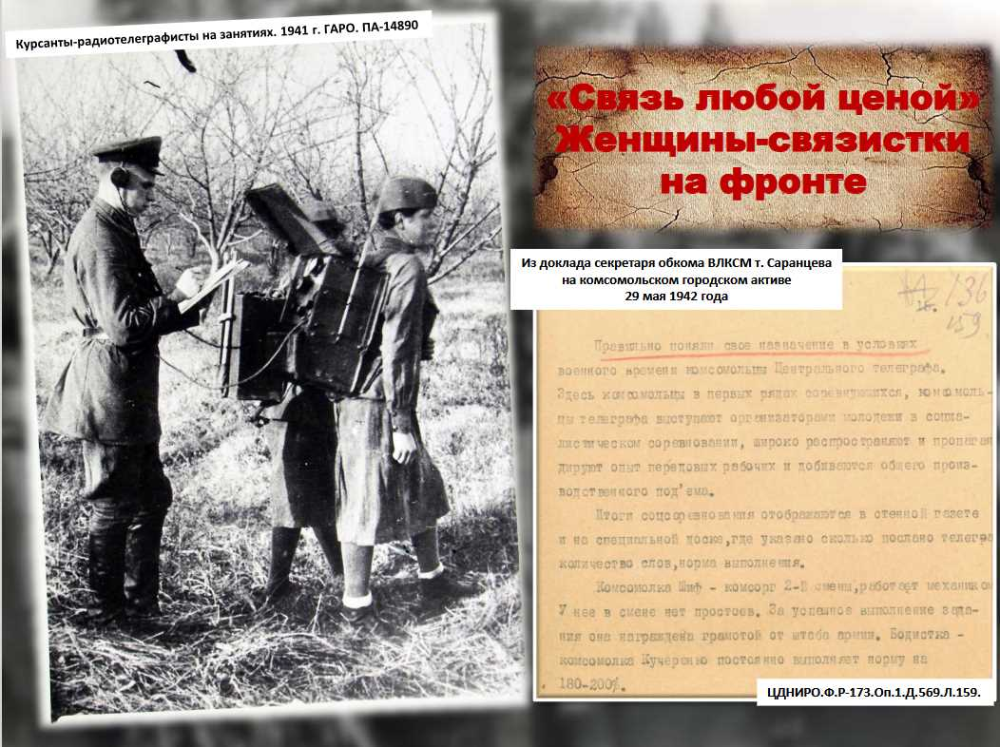 Курсанты-радиотелеграфисты на занятиях. 1941 г. ГАРО. ПА-14890
«Связь любой ценой»
Женщины-связистки
на фронте
Из доклада секретаря обкома ВЛКСМ т. Саранцева
на комсомольском городском активе
29 мая 1942 года
136
159.
Правильно поняли свое назначение в условиях
военного времени комсомольцы Центрального телеграфа.
Здесь комсомольцы в первых рядах соревнующихся, комсомоль-
цы телеграфа выступают организаторами молодежи в социа-
листическом соревновании, широко распространяют и пропаган
дируют опыт передовых рабочих и добиваются общего произ-
водственного под'ема.
Итоги соцсоревнования отображаются в стенной газете
и на специальной доске,где указано сколько послано телегра
количество слов,норма выполнения.
Комсомолка Шиф - комсорг 2-й смены,работает механиком
У нее в смене нет простоев. За успешное выполнение зада-
ния она награждена грамотой от штаба армии. Бодистка -
комсомолка Кучеренко постоянно выполняет норму на
180-200%.
ЦДНИРО.Ф.Р-173.Оп.1.Д.569.Л.159.